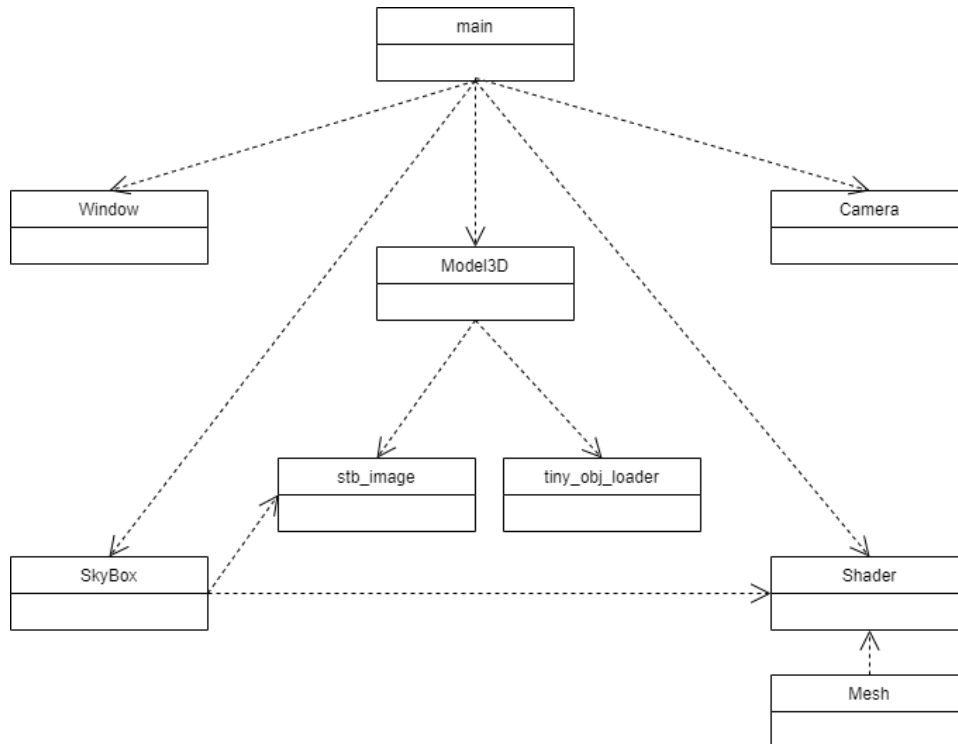 main
Window
Camera
Model3D
stb_image
tiny_obj_loader
SkyBox
Shader
Mesh